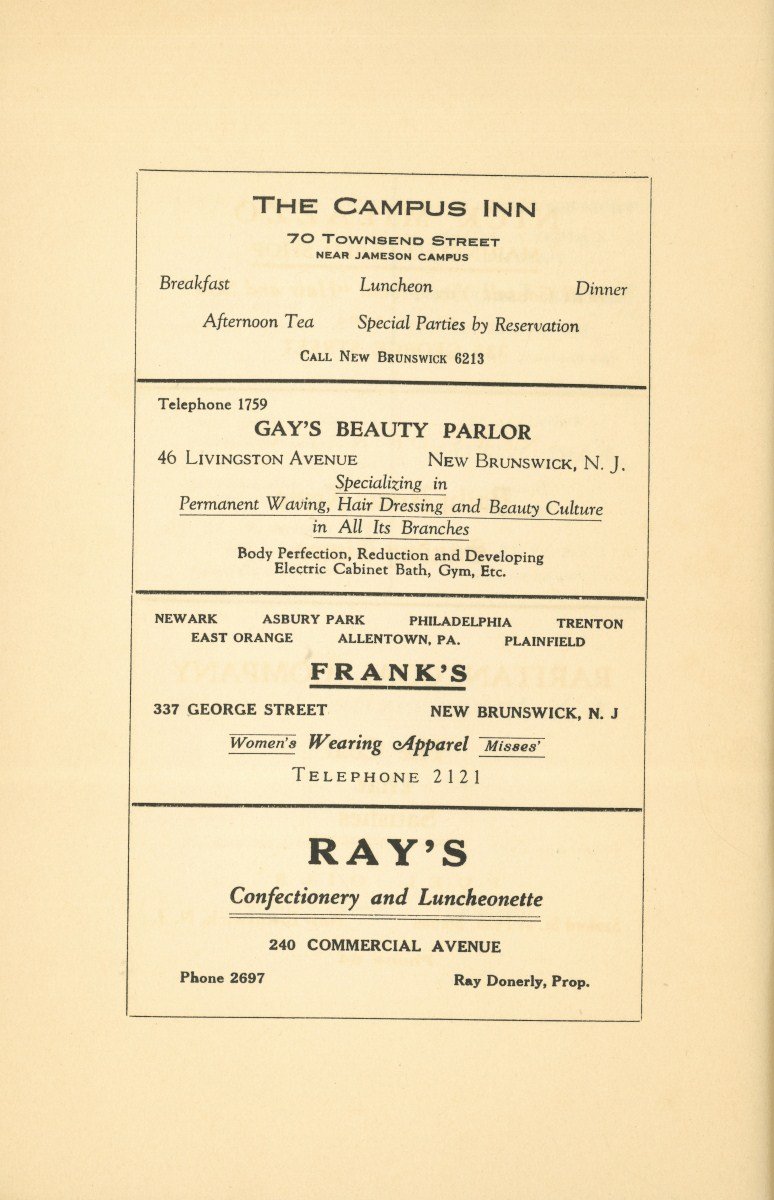 THE CAMPUS INN
70 TOWNSEND STREET
NEAR JAMESON CAMPUS
Breakfast Luncheon Dinner
Afternoon Tea Special Parties by Reservation
CALL NEW BRUNSWICK 6213
Telephone 1759
GAY'S BEAUTY PARLOR
46 LIVINGSTON AVENUE NEW BRUNSWICK, N. J.
Specializing in
Permanent Waving, Hair Dressing and Beauty Culture
in All Its Branches
Body Perfection, Reduction and Developing
Electric Cabinet Bath, Gym, Etc.
NEWARK ASBURY PARK PHILADELPHIA TRENTON
EAST ORANGE ALLENTOWN, PA. PLAINFIELD
FRANK'S
337 GEORGE STREET NEW BRUNSWICK, N. J
Women's Wearing Apparel Misses'
TELEPHONE 2121
RAY'S
Confectionery and Luncheonette
240 COMMERCIAL AVENUE
Phone 2697 Ray Donerly, Prop.